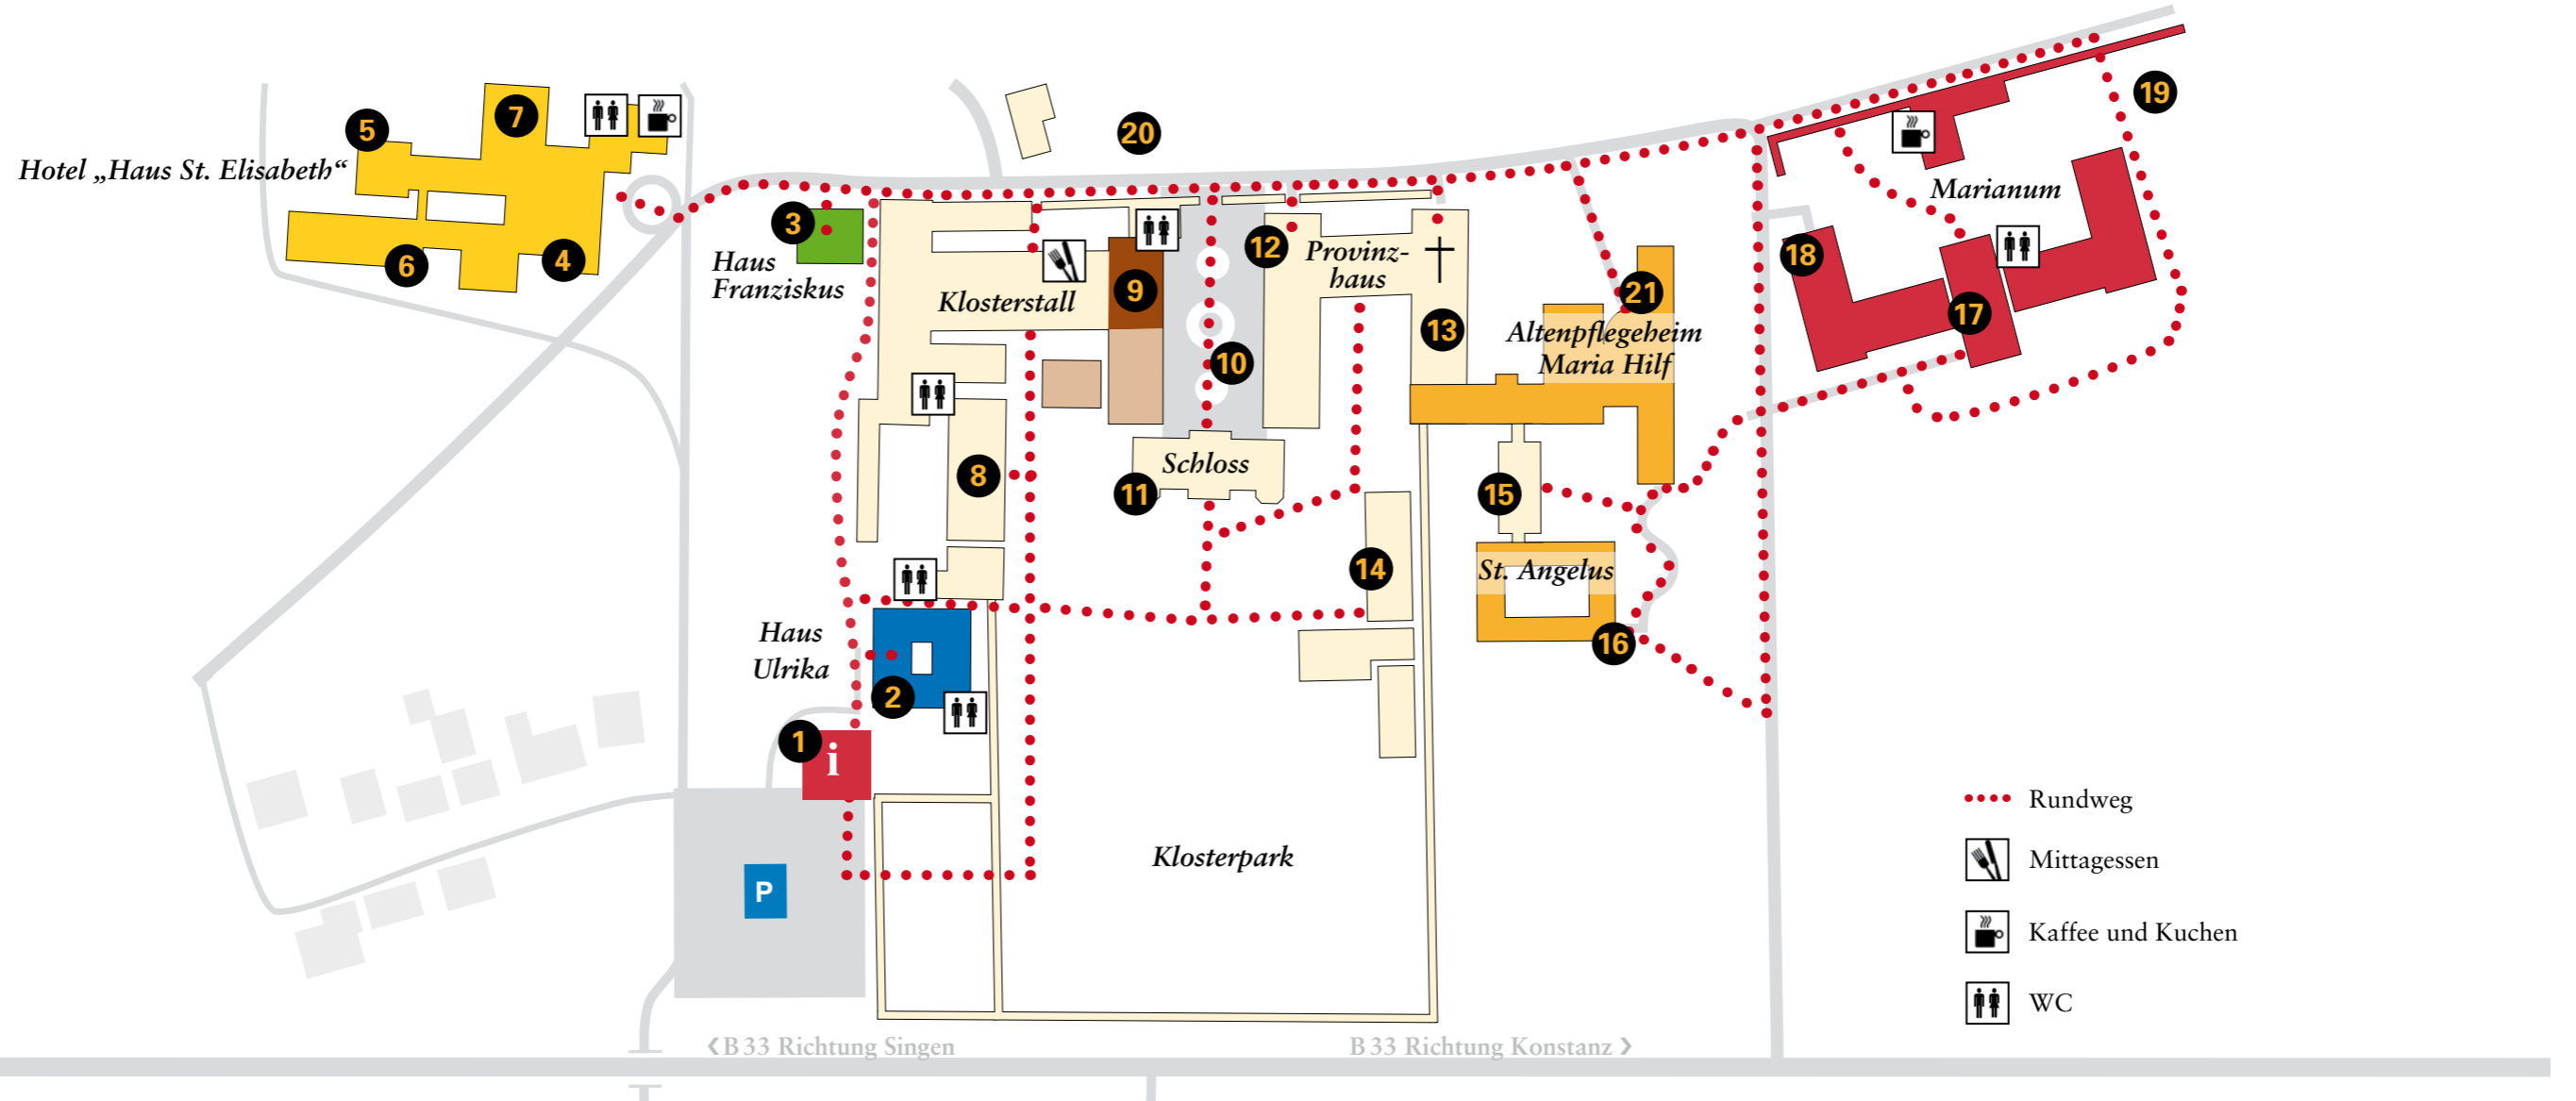 19
7
5
20
Hotel „Haus St. Elisabeth“
Marianum
3
12
Provinz-
haus
18
6
4
Haus
Franziskus
9
21
Klosterstall
17
13
Altenpflegeheim
Maria Hilf
10
Schloss
8
11
15
14
St. Angelus
Haus
Ulrika
16
2
1
i
Rundweg
Klosterpark
Mittagessen
P
Kaffee und Kuchen
WC
‹B 33 Richtung Singen
B 33 Richtung Konstanz ›